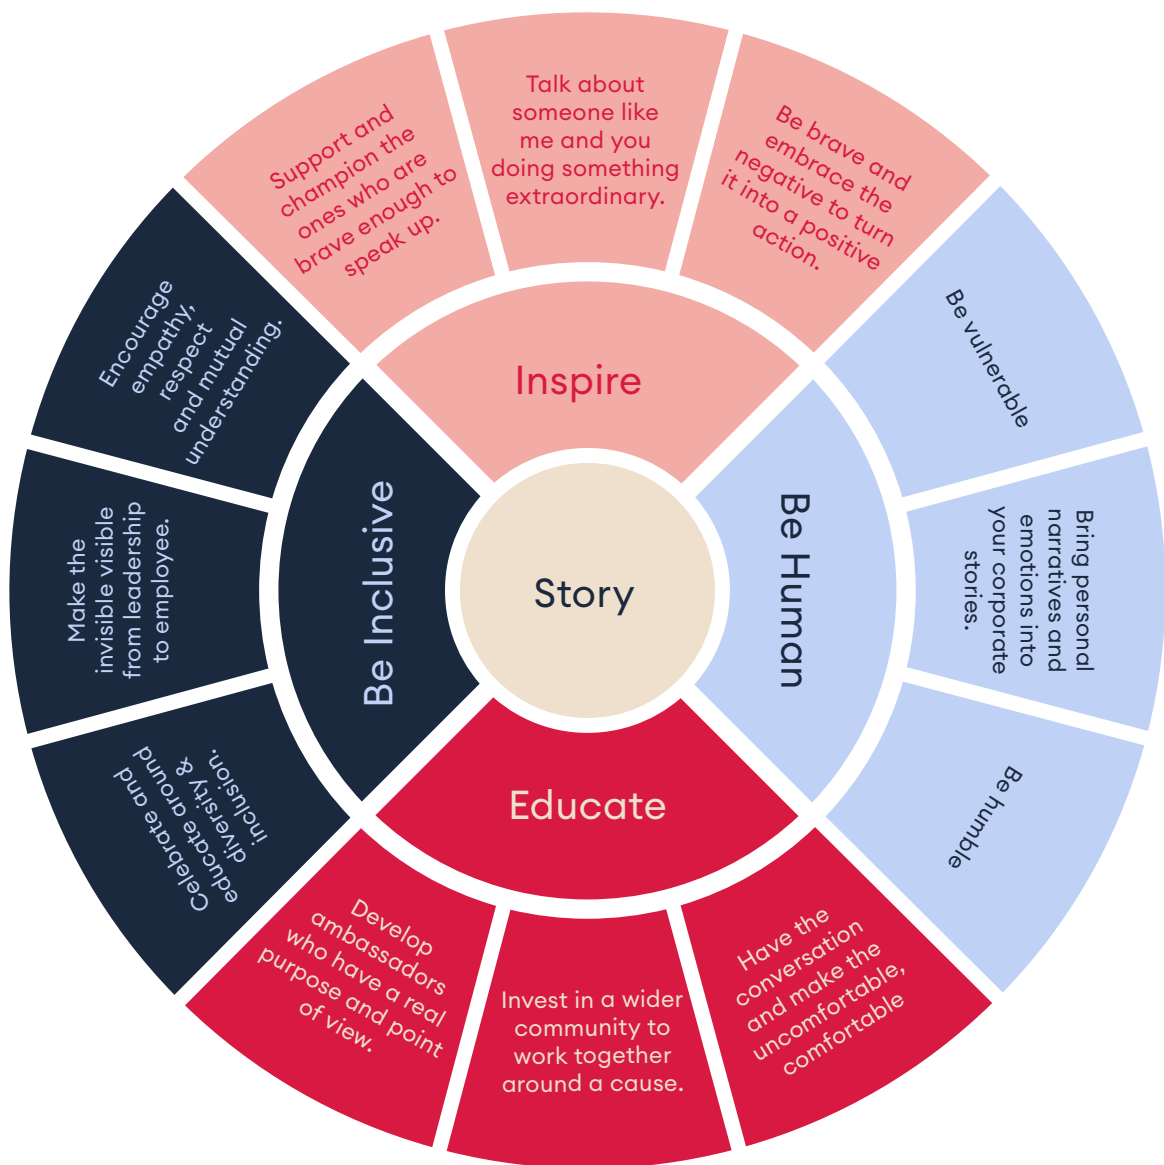 Story
Inspire
Support and
champion the
ones who are
brave enough to
speak up.
Talk about
someone like
me and you
doing something
extraordinary.
Be brave and
embrace the
negative to turn
it into a positive
action.
Be Human
Be vulnerable
Bring personal
narratives and
emotions into
your corporate
stories.
Be humble
Educate
Have the
conversation
and make the
uncomfortable,
comfortable
Invest in a wider
community to
work together
around a cause.
Develop
ambassadors
who have a real
purpose and point
of view.
Be Inclusive
Celebrate and
educate around
diversity &
inclusion.
Make the
invisible visible
from leadership
to employee.
Encourage
empathy,
respect
and mutual
understanding.